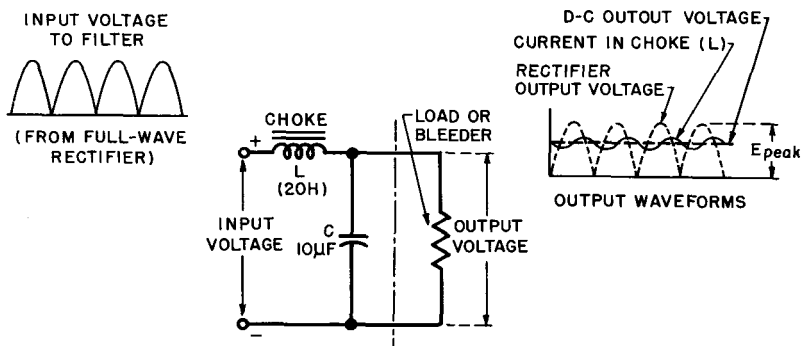 INPUT VOLTAGE
TO FILTER
(FROM FULL-WAVE
RECTIFIER)
+
CHOKE
L
(20H)
LOAD OR
BLEEDER
INPUT
VOLTAGE
C
10μF
OUTPUT
VOLTAGE
−
D-C OUTOUT VOLTAGE
CURRENT IN CHOKE (L)
RECTIFIER
OUTPUT VOLTAGE
Epeak
OUTPUT WAVEFORMS